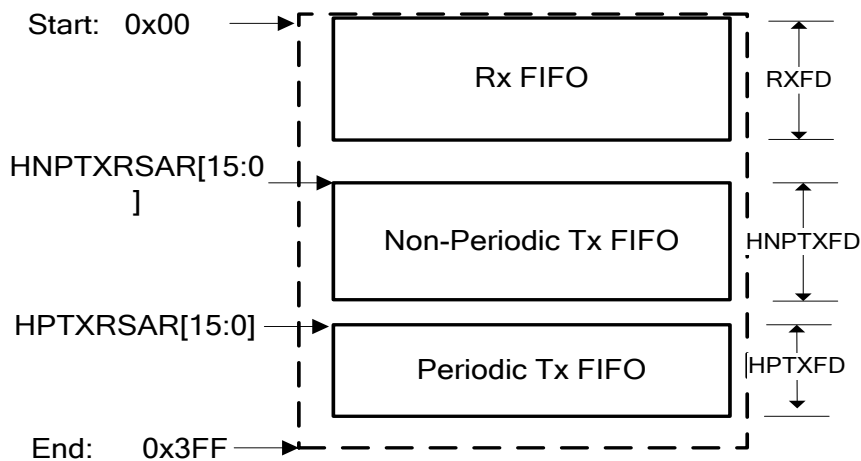 Start: 0x00
Rx FIFO
RXFD
HNPTXRSAR[15:0
]
Non-Periodic Tx FIFO
HNPTXFD
HPTXRSAR[15:0]
Periodic Tx FIFO
HPTXFD
End: 0x3FF